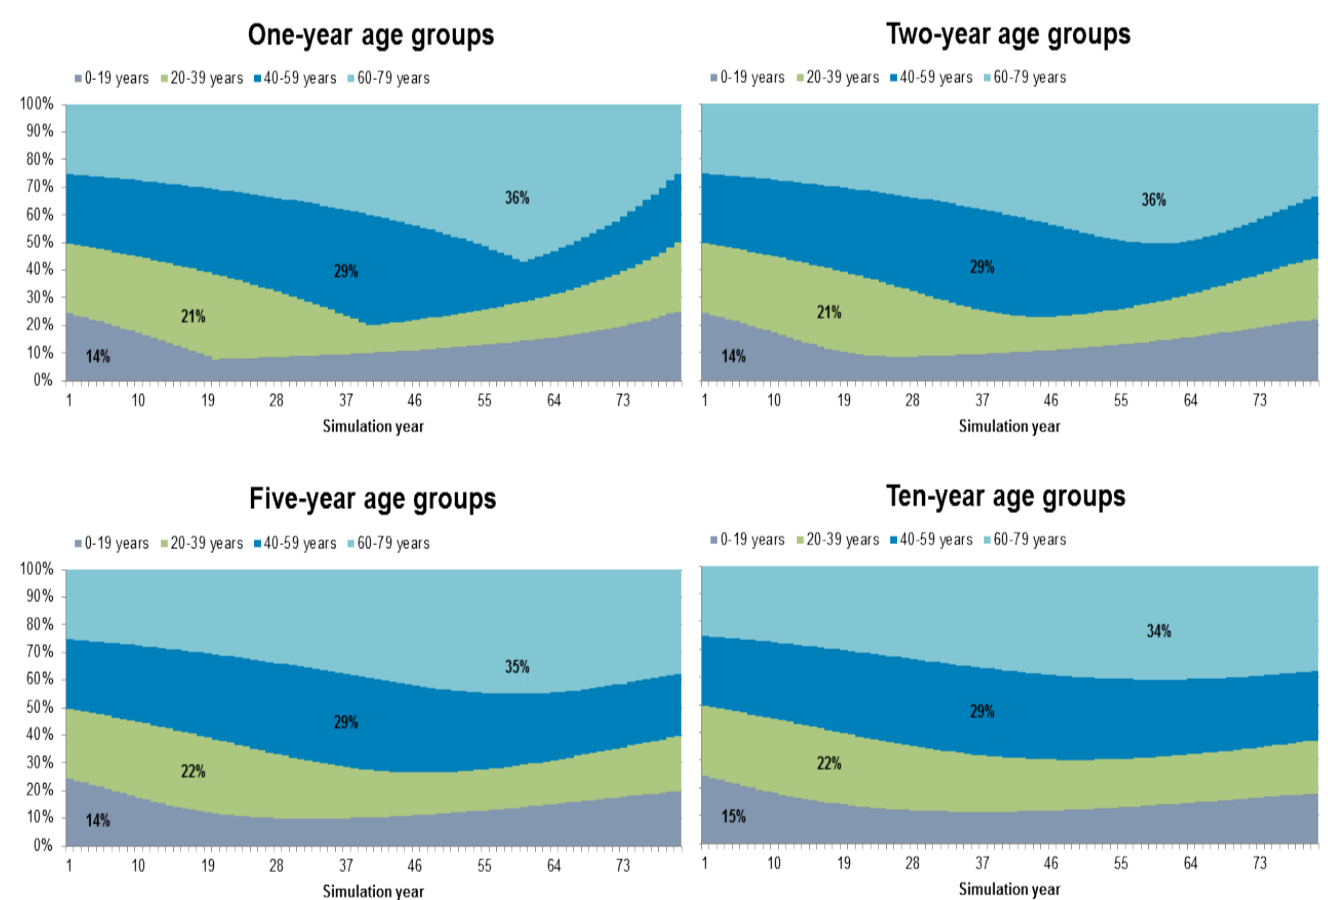 One-year age groups
0-19 years 20-39 years 40-59 years 60-79 years
100%
90%
80%
70%
60%
50%
40%
30%
20%
10%
0%
36%
29%
21%
14%
1 10 19 28 37 46 55 64 73
Simulation year
Two-year age groups
0-19 years 20-39 years 40-59 years 60-79 years
36%
29%
21%
14%
1 10 19 28 37 46 55 64 73
Simulation year
Five-year age groups
0-19 years 20-39 years 40-59 years 60-79 years
100%
90%
80%
70%
60%
50%
40%
30%
20%
10%
0%
35%
29%
22%
14%
1 10 19 28 37 46 55 64 73
Simulation year
Ten-year age groups
0-19 years 20-39 years 40-59 years 60-79 years
34%
29%
22%
15%
1 10 19 28 37 46 55 64 73
Simulation year